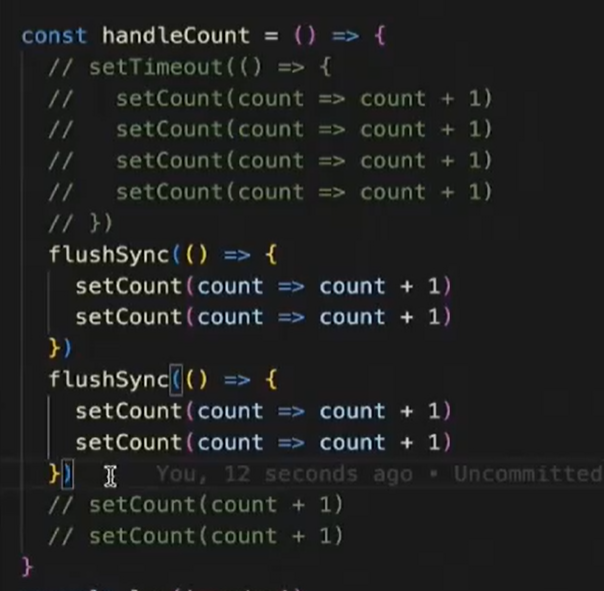 const handleCount = () => {
  // setTimeout(() => {
  //   setCount(count => count + 1)
  //   setCount(count => count + 1)
  //   setCount(count => count + 1)
  //   setCount(count => count + 1)
  // })
  flushSync(() => {
    setCount(count => count + 1)
    setCount(count => count + 1)
  })
  flushSync(() => {
    setCount(count => count + 1)
    setCount(count => count + 1)
  })      You, 12 seconds ago • Uncommitted
  // setCount(count + 1)
  // setCount(count + 1)
}